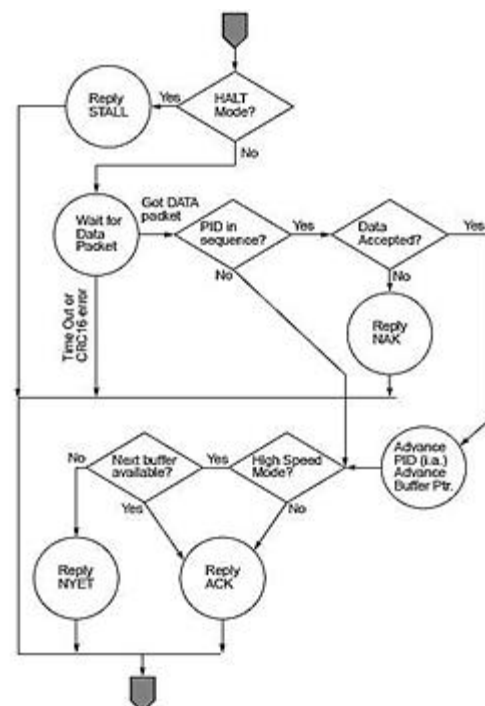 Reply
STALL
Yes
HALT
Mode?
No
Wait for
Data
Packet
Got DATA
packet
PID in
sequence?
Yes
Data
Accepted?
Yes
No
No
Time Out or
CRC16 error
Reply
NAK
No
Next buffer
available?
Yes
High Speed
Mode?
Advance
PID (i.a.)
Advance
Buffer Ptr.
Yes
No
Reply
NYET
Reply
ACK